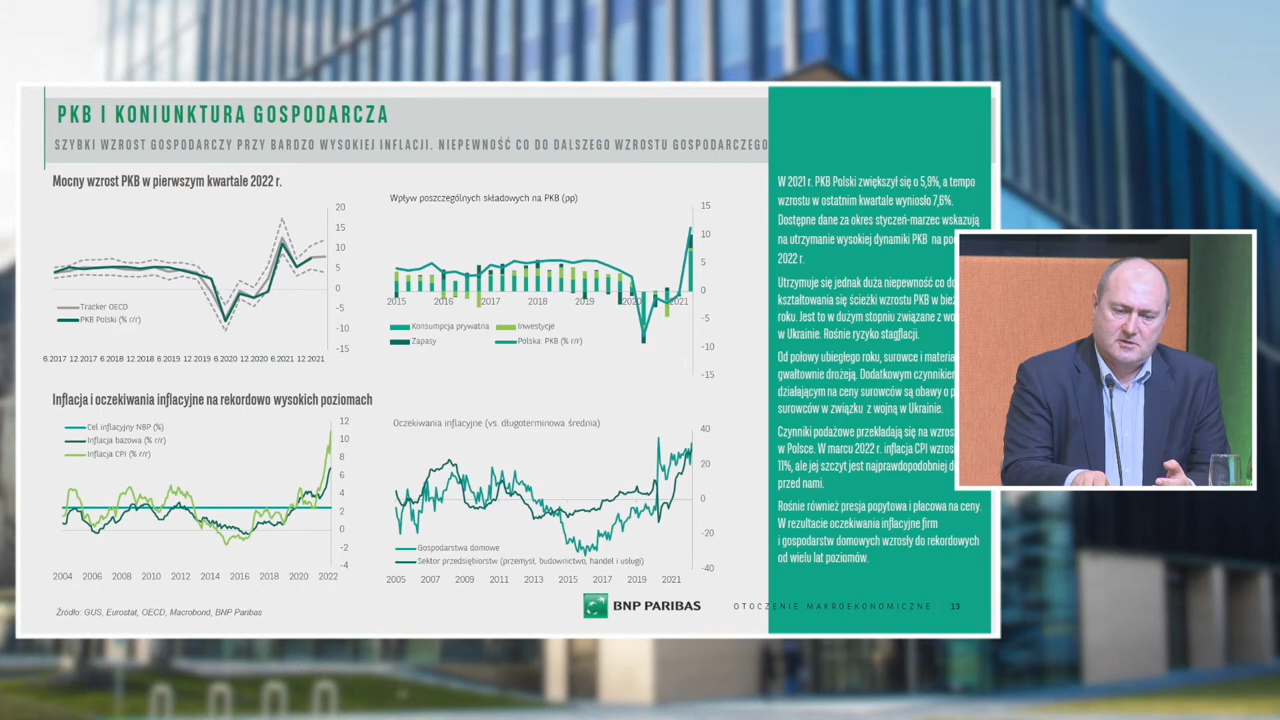 PKB I KONIUNKTURA GOSPODARCZA
SZYBKI WZROST GOSPODARCZY PRZY BARDZO WYSOKIEJ INFLACJI. NIEPEWNOŚĆ CO DO DALSZEGO WZROSTU GOSPODARCZEGO
Mocny wzrost PKB w pierwszym kwartale 2022 r.
20
15
10
5
0
-5
-10
-15
Tracker OECD
PKB Polski (% r/r)
6 2017 12 2017 6 2018 12 2018 6 2019 12 2019 6 2020 12 2020 6 2021 12 2021
Wpływ poszczególnych składowych na PKB (pp)
15
10
5
0
-5
-10
-15
2015 2016 2017 2018 2019 2020 2021
Konsumpcja prywatna Inwestycje
Zapasy Polska: PKB (% r/r)
Inflacja i oczekiwania inflacyjne na rekordowo wysokich poziomach
Cel inflacyjny NBP (%)
Inflacja bazowa (% r/r)
Inflacja CPI (% r/r)
12
10
8
6
4
2
0
-2
-4
2004 2006 2008 2010 2012 2014 2016 2018 2020 2022
Oczekiwania inflacyjne (vs. długoterminowa średnia)
40
20
0
-20
-40
Gospodarstwa domowe
Sektor przedsiębiorstw (przemysł, budownictwo, handel i usługi)
2005 2007 2009 2011 2013 2015 2017 2019 2021
Źródło: GUS, Eurostat, OECD, Macrobond, BNP Paribas
W 2021 r. PKB Polski zwiększył się o 5,9%, a tempo
wzrostu w ostatnim kwartale wyniosło 7,6%.
Dostępne dane za okres styczeń-marzec wskazują
na utrzymanie wysokiej dynamiki PKB na
2022 r.
Utrzymuje się jednak duża niepewność co
kształtowania się ścieżki wzrostu PKB w
roku. Jest to w dużym stopniu związane z
w Ukrainie. Rośnie ryzyko stagflacji.
Od połowy ubiegłego roku, surowce i
gwałtownie drożeją. Dodatkowym
działającym na ceny surowców są obawy o
surowców w związku z wojną w Ukrainie.
Czynniki podażowe przekładają się na
w Polsce. W marcu 2022 r. inflacja CPI
11%, ale jej szczyt jest najprawdopodobniej
przed nami.
Rośnie również presja popytowa i płacowa na ceny.
W rezultacie oczekiwania inflacyjne firm
i gospodarstw domowych wzrosły do rekordowych
od wielu lat poziomów.
BNP PARIBAS
OTOCZENIE MAKROEKONOMICZNE 13